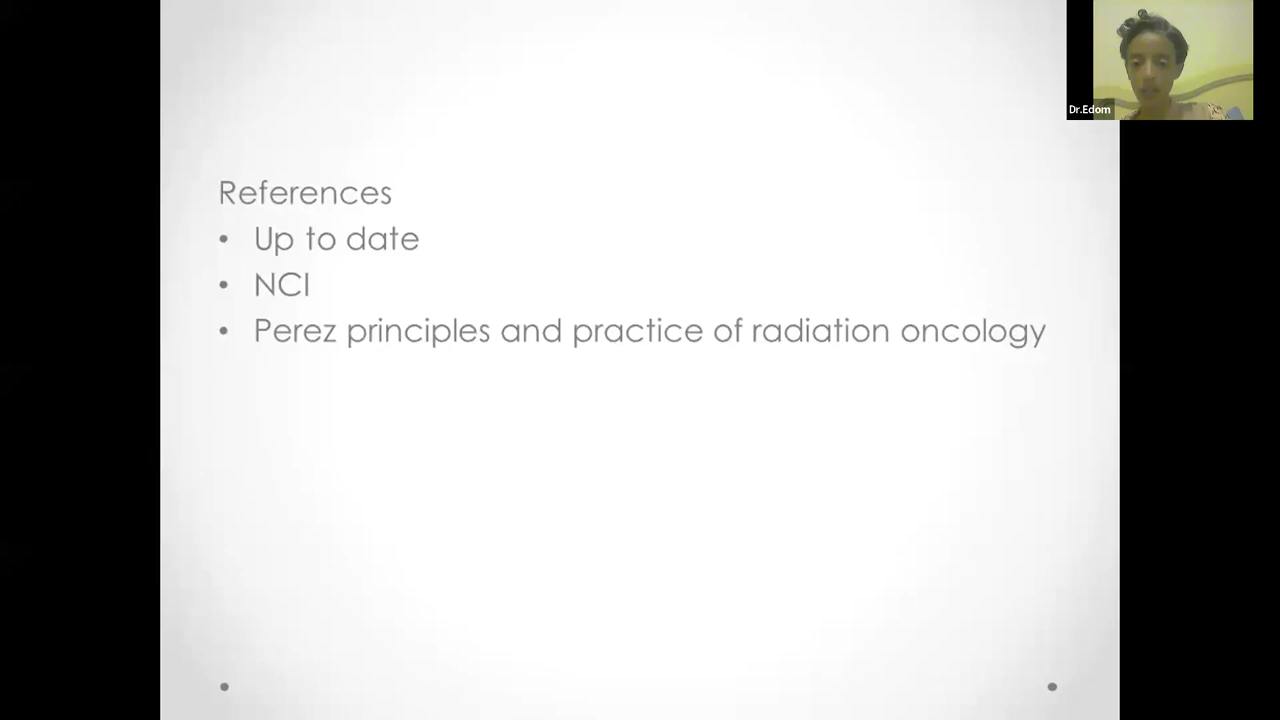 Dr.Edom
References
• Up to date
• NCI
• Perez principles and practice of radiation oncology